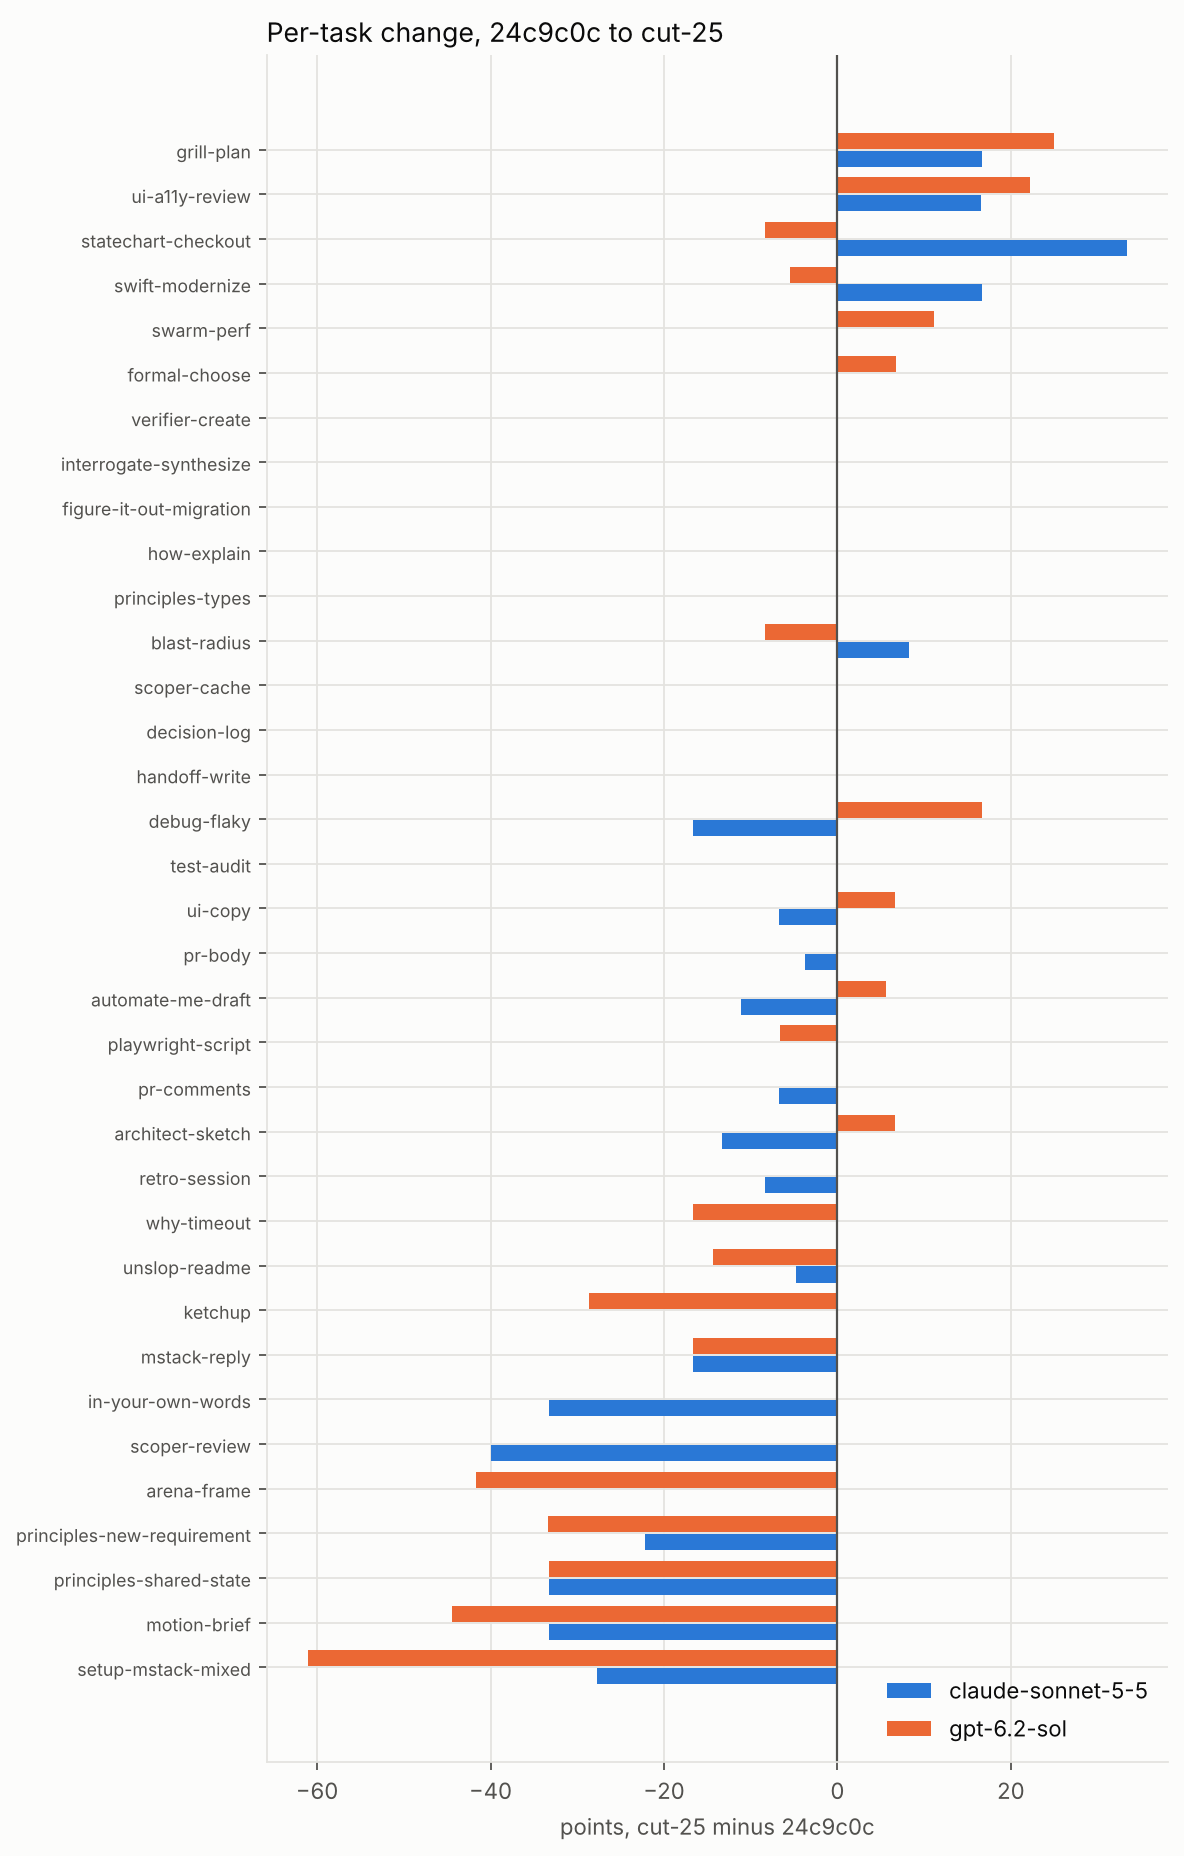 Per-task change, 24c9c0c to cut-25
grill-plan
ui-a11y-review
statechart-checkout
swift-modernize
swarm-perf
formal-choose
verifier-create
interrogate-synthesize
figure-it-out-migration
how-explain
principles-types
blast-radius
scoper-cache
decision-log
handoff-write
debug-flaky
test-audit
ui-copy
pr-body
automate-me-draft
playwright-script
pr-comments
architect-sketch
retro-session
why-timeout
unslop-readme
ketchup
mstack-reply
in-your-own-words
scoper-review
arena-frame
principles-new-requirement
principles-shared-state
motion-brief
setup-mstack-mixed
claude-sonnet-5-5
gpt-6.2-sol
−60 −40 −20 0 20
points, cut-25 minus 24c9c0c